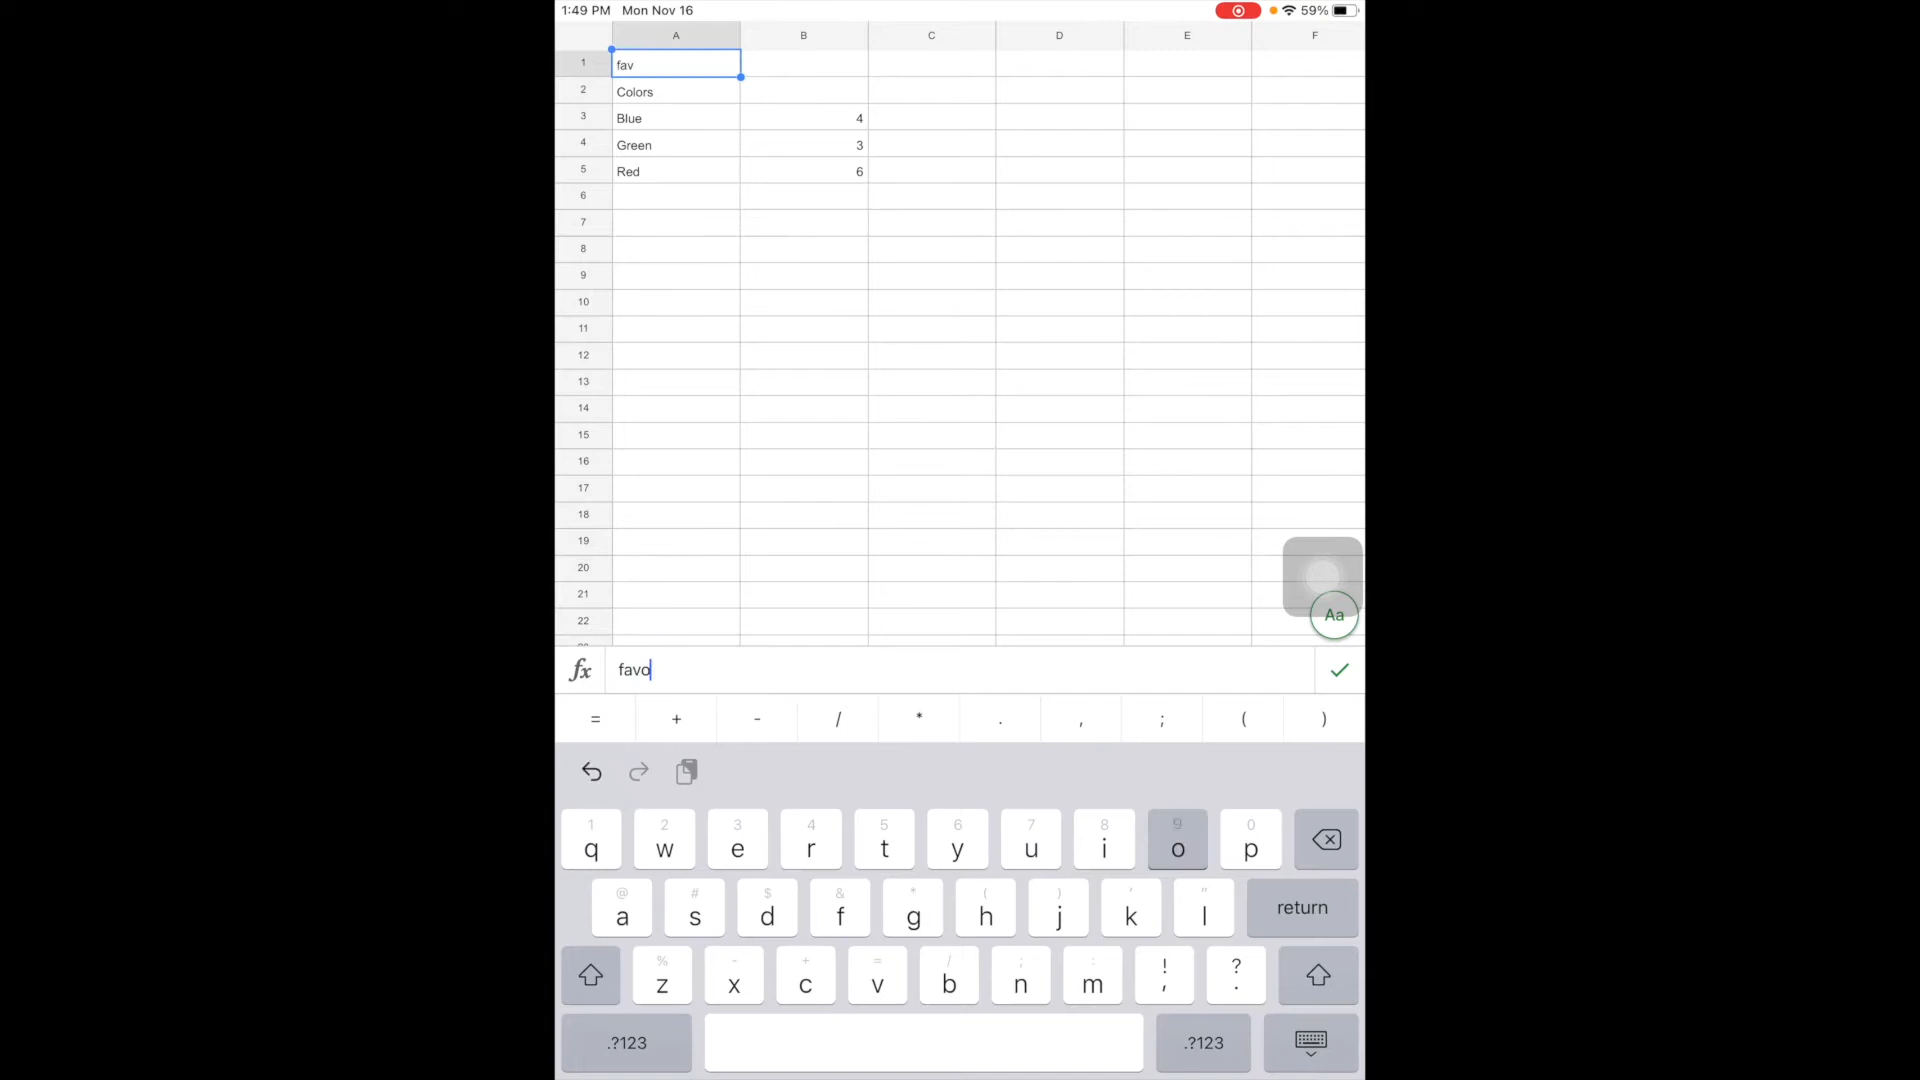 1:49 PM Mon Nov 16 59%
A B C D E F
1 fav
2 Colors
3 Blue 4
4 Green 3
5 Red 6
6
7
8
9
10
11
12
13
14
15
16
17
18
19
20
21
22
Aa
fx favo
= + - / * . , ; ( )
1 2 3 4 5 6 7 8 9 0
q w e r t y u i o p
@ # $ & * ( ) ' "
a s d f g h j k l return
% - + = / ; : ! ?
z x c v b n m , .
.?123 .?123